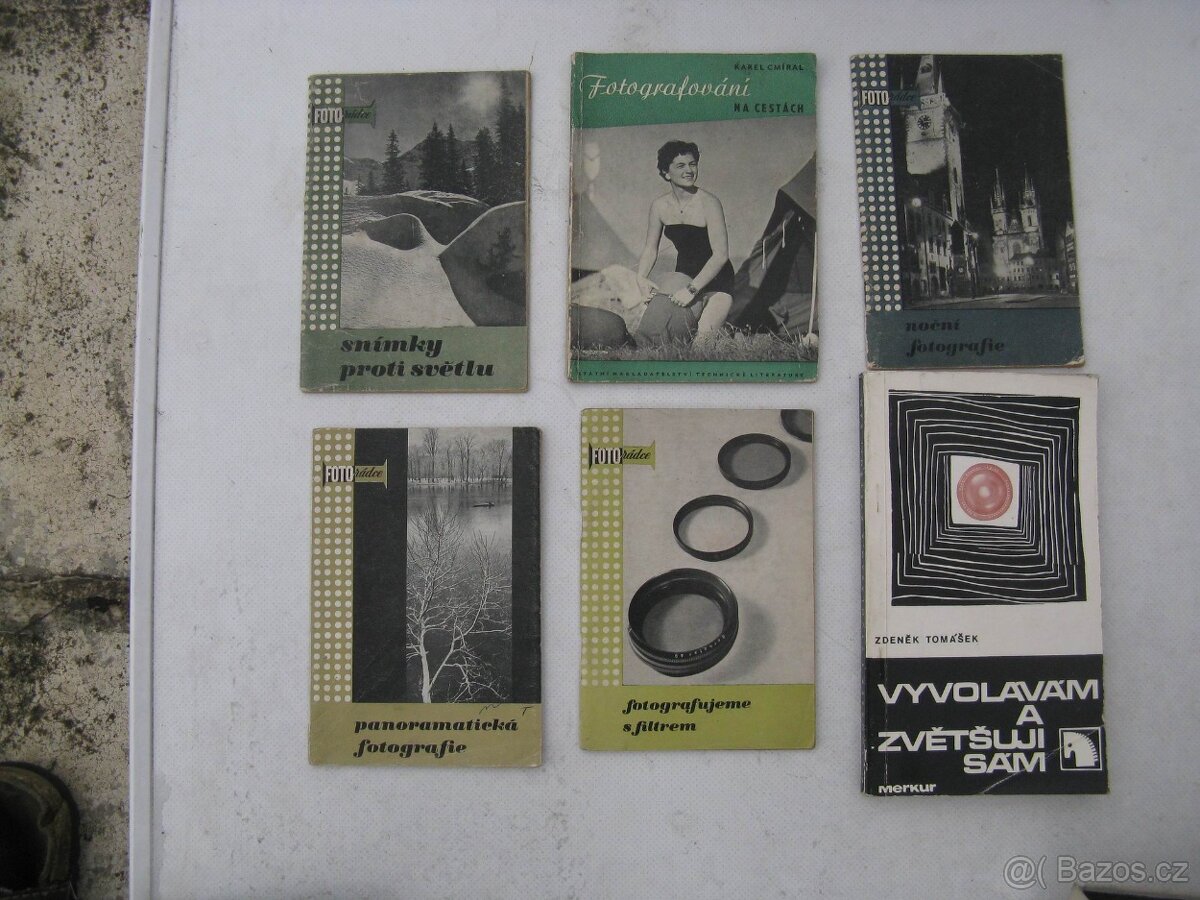 FOTO rádce
snímky
proti světlu
KAREL CMÍRAL
Fotografování
NA CESTÁCH
STÁTNÍ NAKLADATELSTVÍ TECHNICKÉ LITERATURY
FOTO rádce
noční
fotografie
FOTO rádce
panoramatická
fotografie
FOTO rádce
fotografujeme
s filtrem
ZDENĚK TOMÁŠEK
VYVOLÁVÁM
A
ZVĚTŠUJI
SÁM
merkur
@( Bazos.cz